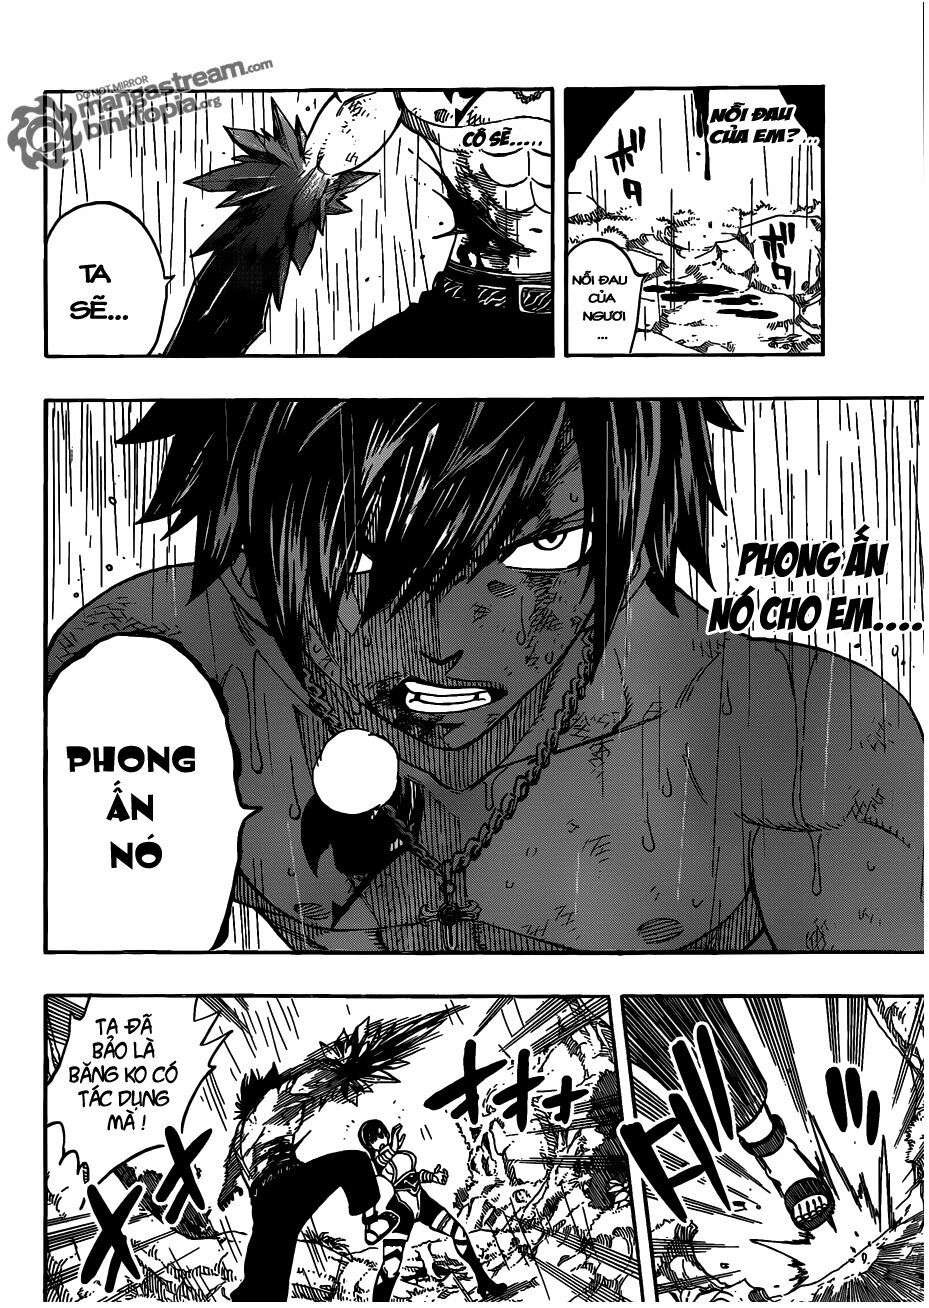 DO NOT MIRROR
mangastream.com
binktopia.org
NỖI ĐAU
CỦA EM?...
CÔ SẼ.....
NỖI ĐAU
CỦA
NGƯƠI
...
TA
SẼ...
PHONG ẤN
NÓ CHO EM....
PHONG
ẤN
NÓ
TA ĐÃ
BẢO LÀ
BĂNG KO CÓ
TÁC DỤNG
MÀ !